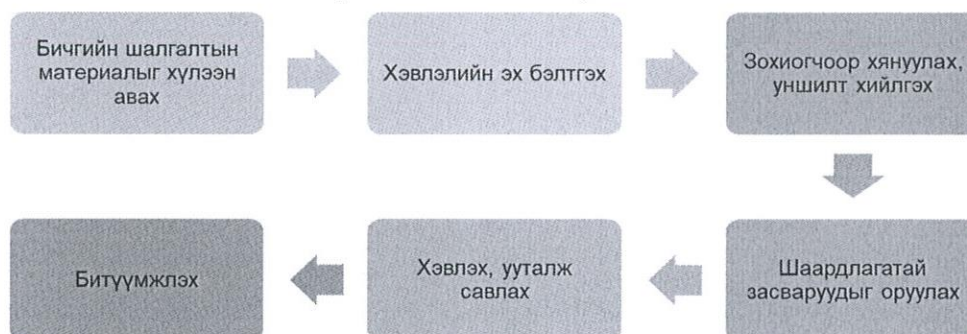 Бичгийн шалгалтын
материалыг хүлээн
авах
Хэвлэлийн эх бэлтгэх
Зохиогчоор хянуулах,
уншилт хийлгэх
Шаардлагатай
засваруудыг оруулах
Хэвлэх, ууталж
савлах
Битүүмжлэх